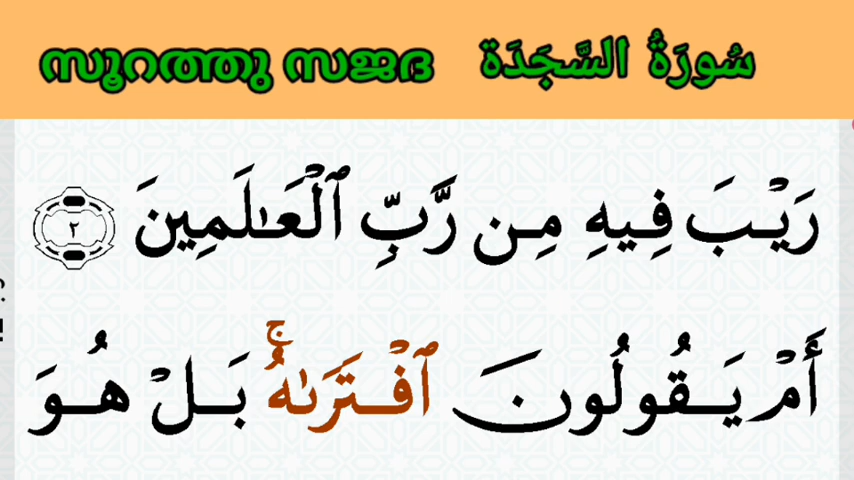 സൂറത്തു സജദ سُورَةُ السَّجَدَة
رَيْبَ فِيهِ مِن رَّبِّ ٱلْعَـٰلَمِينَ ٢
أَمْ يَقُولُونَ ٱفْتَرَىٰهُ ۚ بَلْ هُوَ